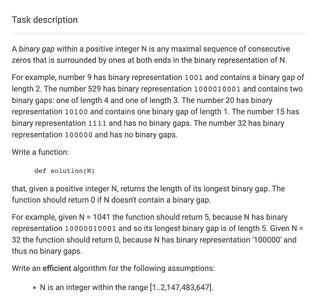 Task description
A binary gap within a positive integer N is any maximal sequence of consecutive
zeros that is surrounded by ones at both ends in the binary representation of N.
For example, number 9 has binary representation 1001 and contains a binary gap of
length 2. The number 529 has binary representation 1000010001 and contains two
binary gaps: one of length 4 and one of length 3. The number 20 has binary
representation 10100 and contains one binary gap of length 1. The number 15 has
binary representation 1111 and has no binary gaps. The number 32 has binary
representation 100000 and has no binary gaps.
Write a function:
def solution(N)
that, given a positive integer N, returns the length of its longest binary gap. The
function should return 0 if N doesn't contain a binary gap.
For example, given N = 1041 the function should return 5, because N has binary
representation 10000010001 and so its longest binary gap is of length 5. Given N =
32 the function should return 0, because N has binary representation '100000' and
thus no binary gaps.
Write an efficient algorithm for the following assumptions:
• N is an integer within the range [1..2,147,483,647].